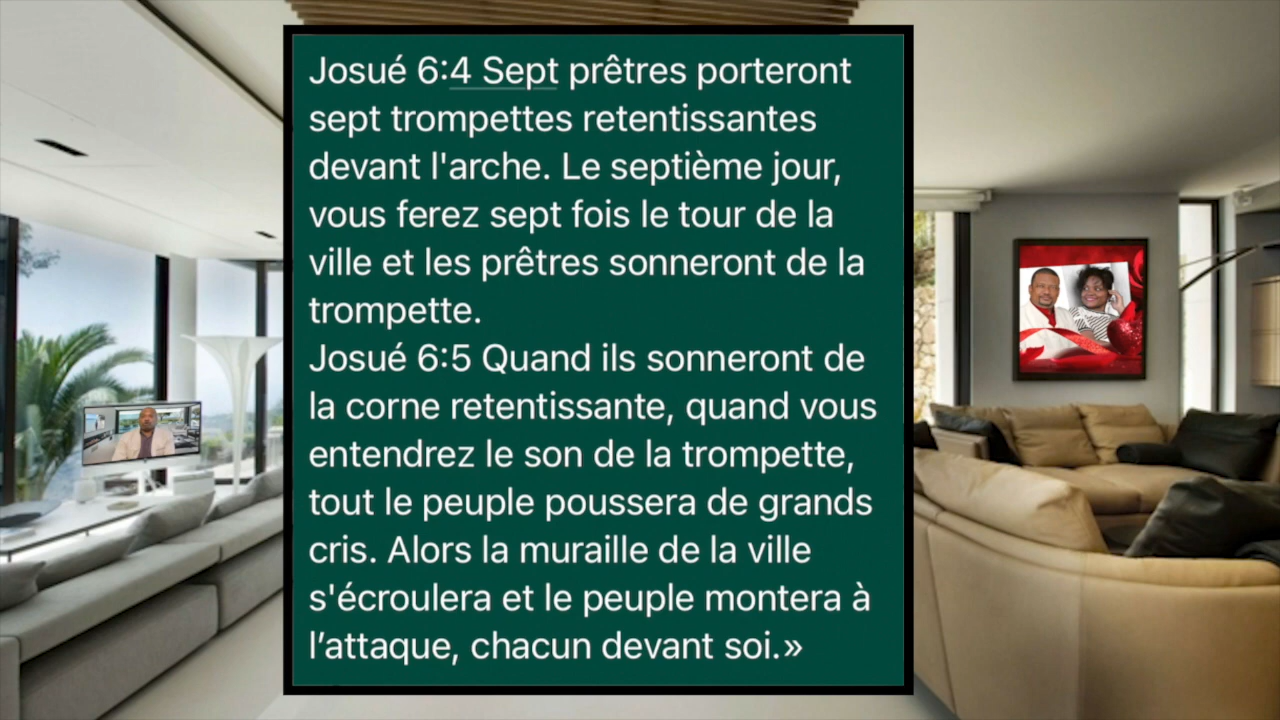 Josué 6:4 Sept prêtres porteront
sept trompettes retentissantes
devant l'arche. Le septième jour,
vous ferez sept fois le tour de la
ville et les prêtres sonneront de la
trompette.
Josué 6:5 Quand ils sonneront de
la corne retentissante, quand vous
entendrez le son de la trompette,
tout le peuple poussera de grands
cris. Alors la muraille de la ville
s'écroulera et le peuple montera à
l’attaque, chacun devant soi.»